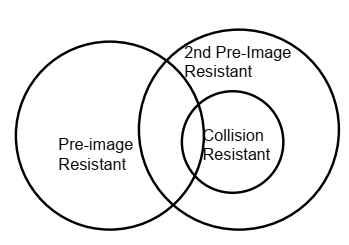 2nd Pre-Image
Resistant
Pre-image
Resistant
Collision
Resistant